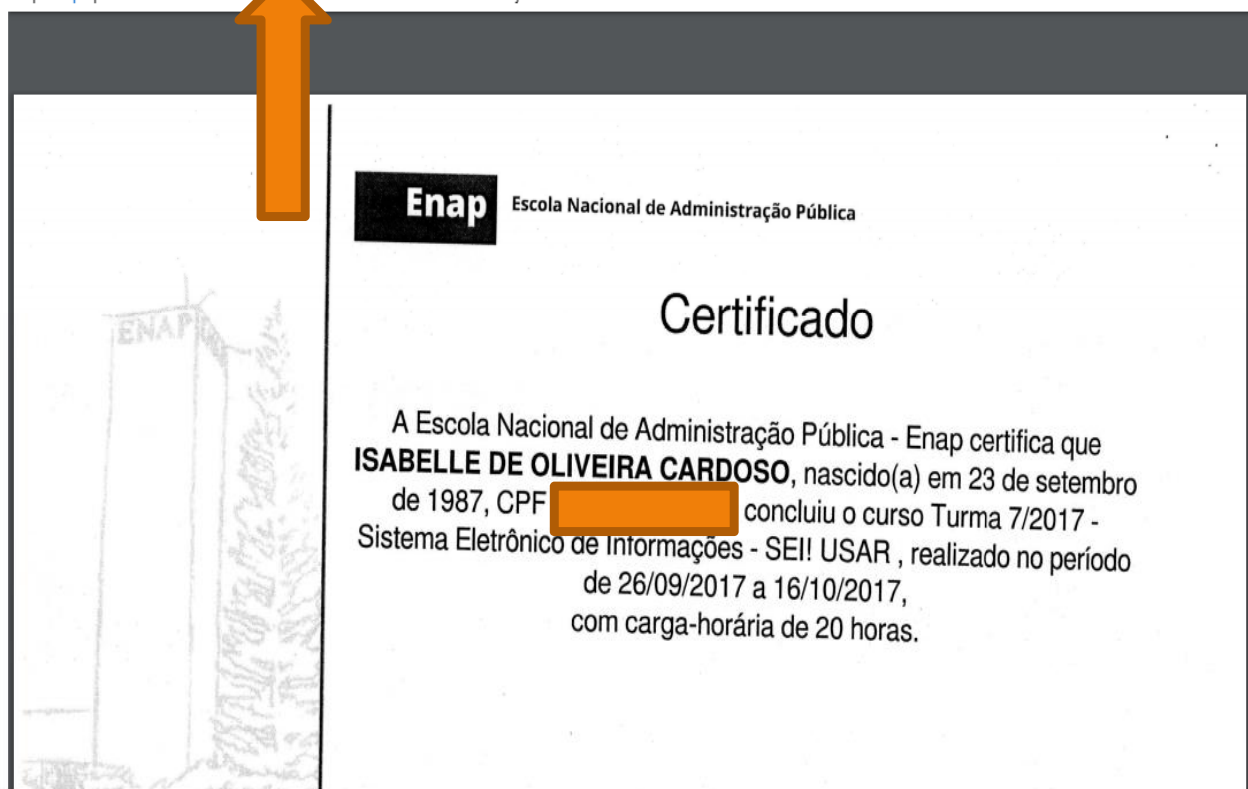 Enap
Escola Nacional de Administração Pública
Certificado
ENAP
A Escola Nacional de Administração Pública - Enap certifica que
ISABELLE DE OLIVEIRA CARDOSO, nascido(a) em 23 de setembro
de 1987, CPF concluiu o curso Turma 7/2017 -
Sistema Eletrônico de Informações - SEI! USAR , realizado no período
de 26/09/2017 a 16/10/2017,
com carga-horária de 20 horas.